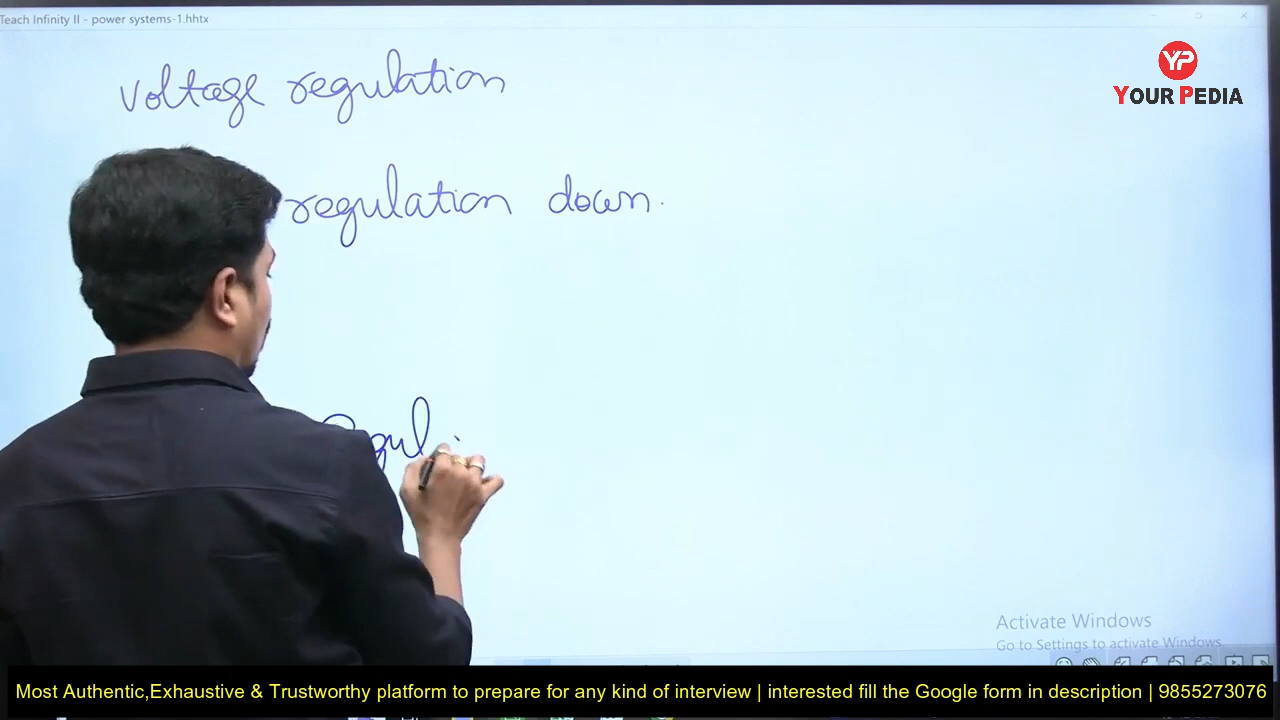 Teach Infinity II - power systems-1.hhtx
YP
YOUR PEDIA
voltage regulation
regulation down.
Regul
Activate Windows
Go to Settings to activate Windows.
Most Authentic,Exhaustive & Trustworthy platform to prepare for any kind of interview | interested fill the Google form in description | 9855273076